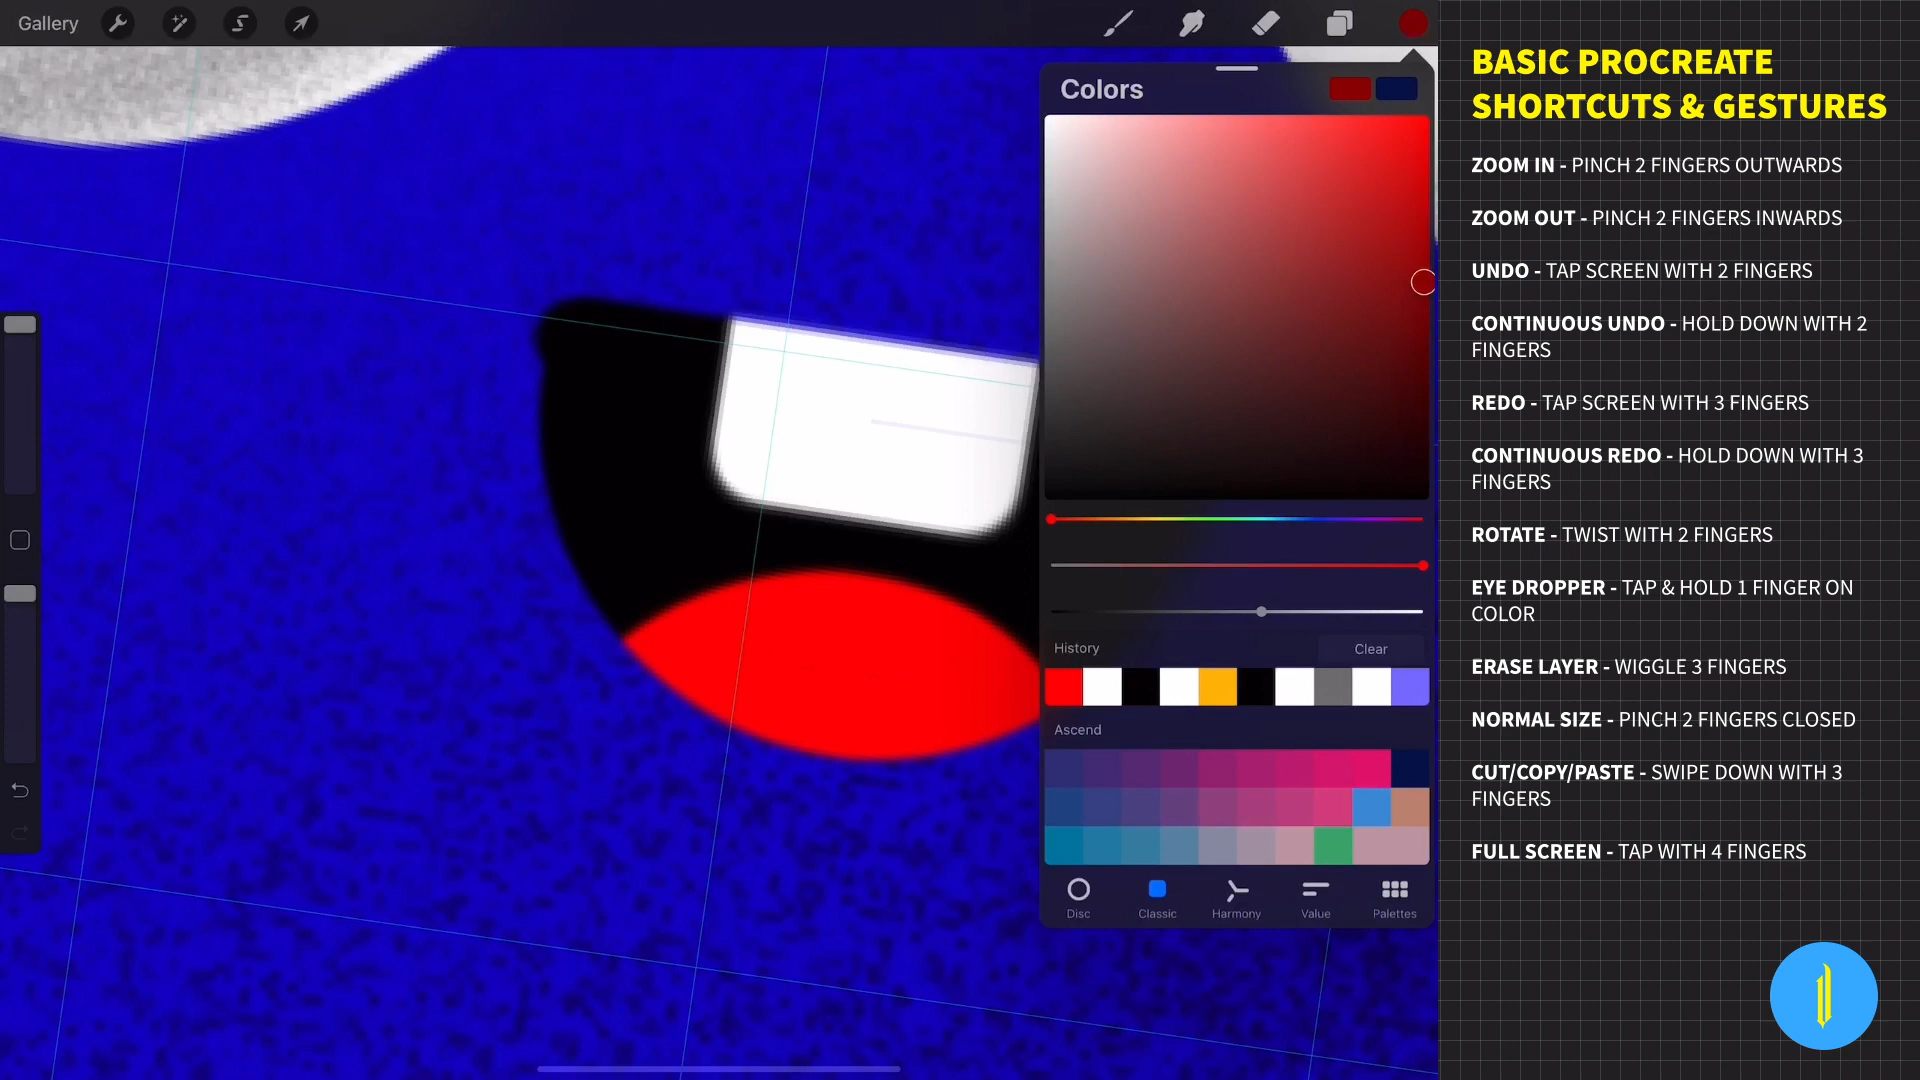 Gallery
Colors
History
Clear
Ascend
Disc
Classic
Harmony
Value
Palettes
BASIC PROCREATE
SHORTCUTS & GESTURES
ZOOM IN - PINCH 2 FINGERS OUTWARDS
ZOOM OUT - PINCH 2 FINGERS INWARDS
UNDO - TAP SCREEN WITH 2 FINGERS
CONTINUOUS UNDO - HOLD DOWN WITH 2
FINGERS
REDO - TAP SCREEN WITH 3 FINGERS
CONTINUOUS REDO - HOLD DOWN WITH 3
FINGERS
ROTATE - TWIST WITH 2 FINGERS
EYE DROPPER - TAP & HOLD 1 FINGER ON
COLOR
ERASE LAYER - WIGGLE 3 FINGERS
NORMAL SIZE - PINCH 2 FINGERS CLOSED
CUT/COPY/PASTE - SWIPE DOWN WITH 3
FINGERS
FULL SCREEN - TAP WITH 4 FINGERS